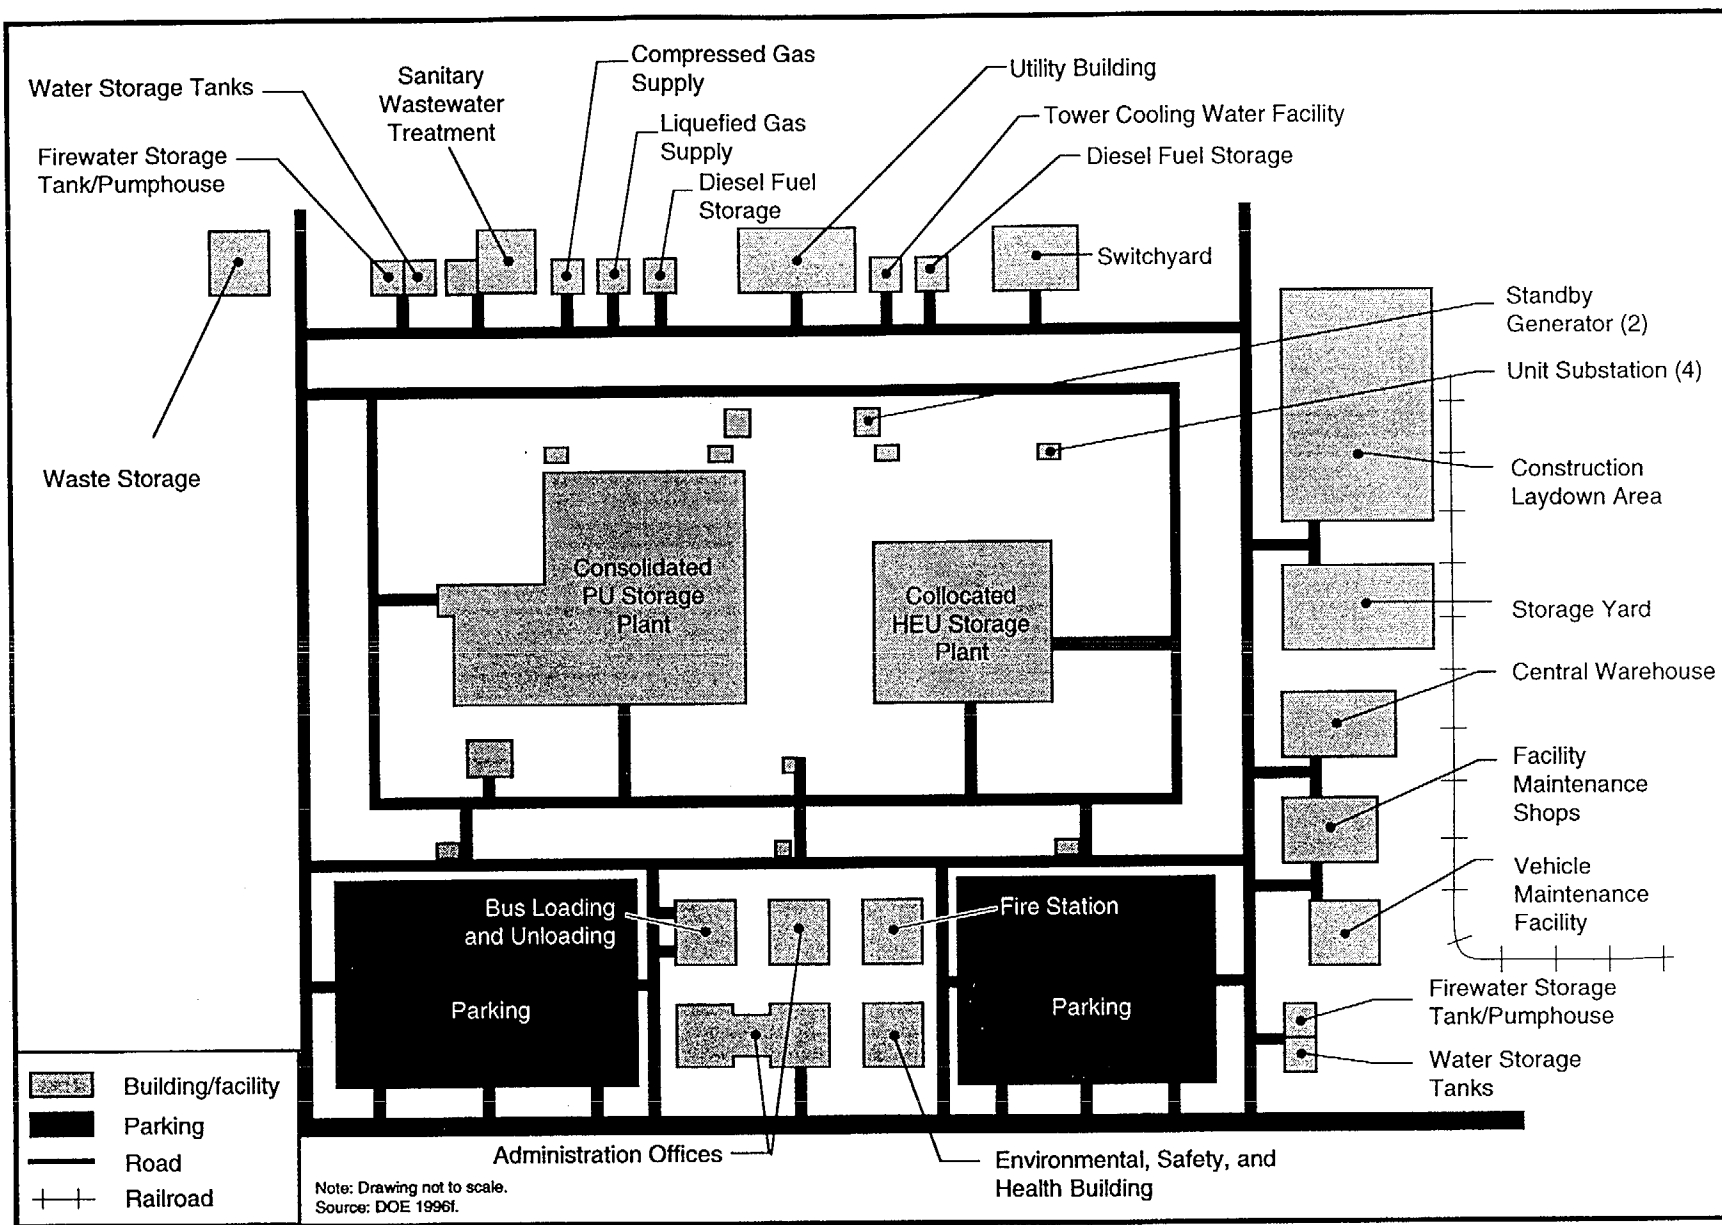 Water Storage Tanks
Firewater Storage
Tank/Pumphouse
Sanitary
Wastewater
Treatment
Compressed Gas
Supply
Liquefied Gas
Supply
Diesel Fuel
Storage
Utility Building
Tower Cooling Water Facility
Diesel Fuel Storage
Switchyard
Standby
Generator (2)
Unit Substation (4)
Waste Storage
Construction
Laydown Area
Consolidated
PU Storage
Plant
Collocated
HEU Storage
Plant
Storage Yard
Central Warehouse
Facility
Maintenance
Shops
Vehicle
Maintenance
Facility
Bus Loading
and Unloading
Fire Station
Parking
Parking
Firewater Storage
Tank/Pumphouse
Water Storage
Tanks
Building/facility
Parking
Road
Railroad
Administration Offices
Environmental, Safety, and
Health Building
Note: Drawing not to scale.
Source: DOE 1996f.